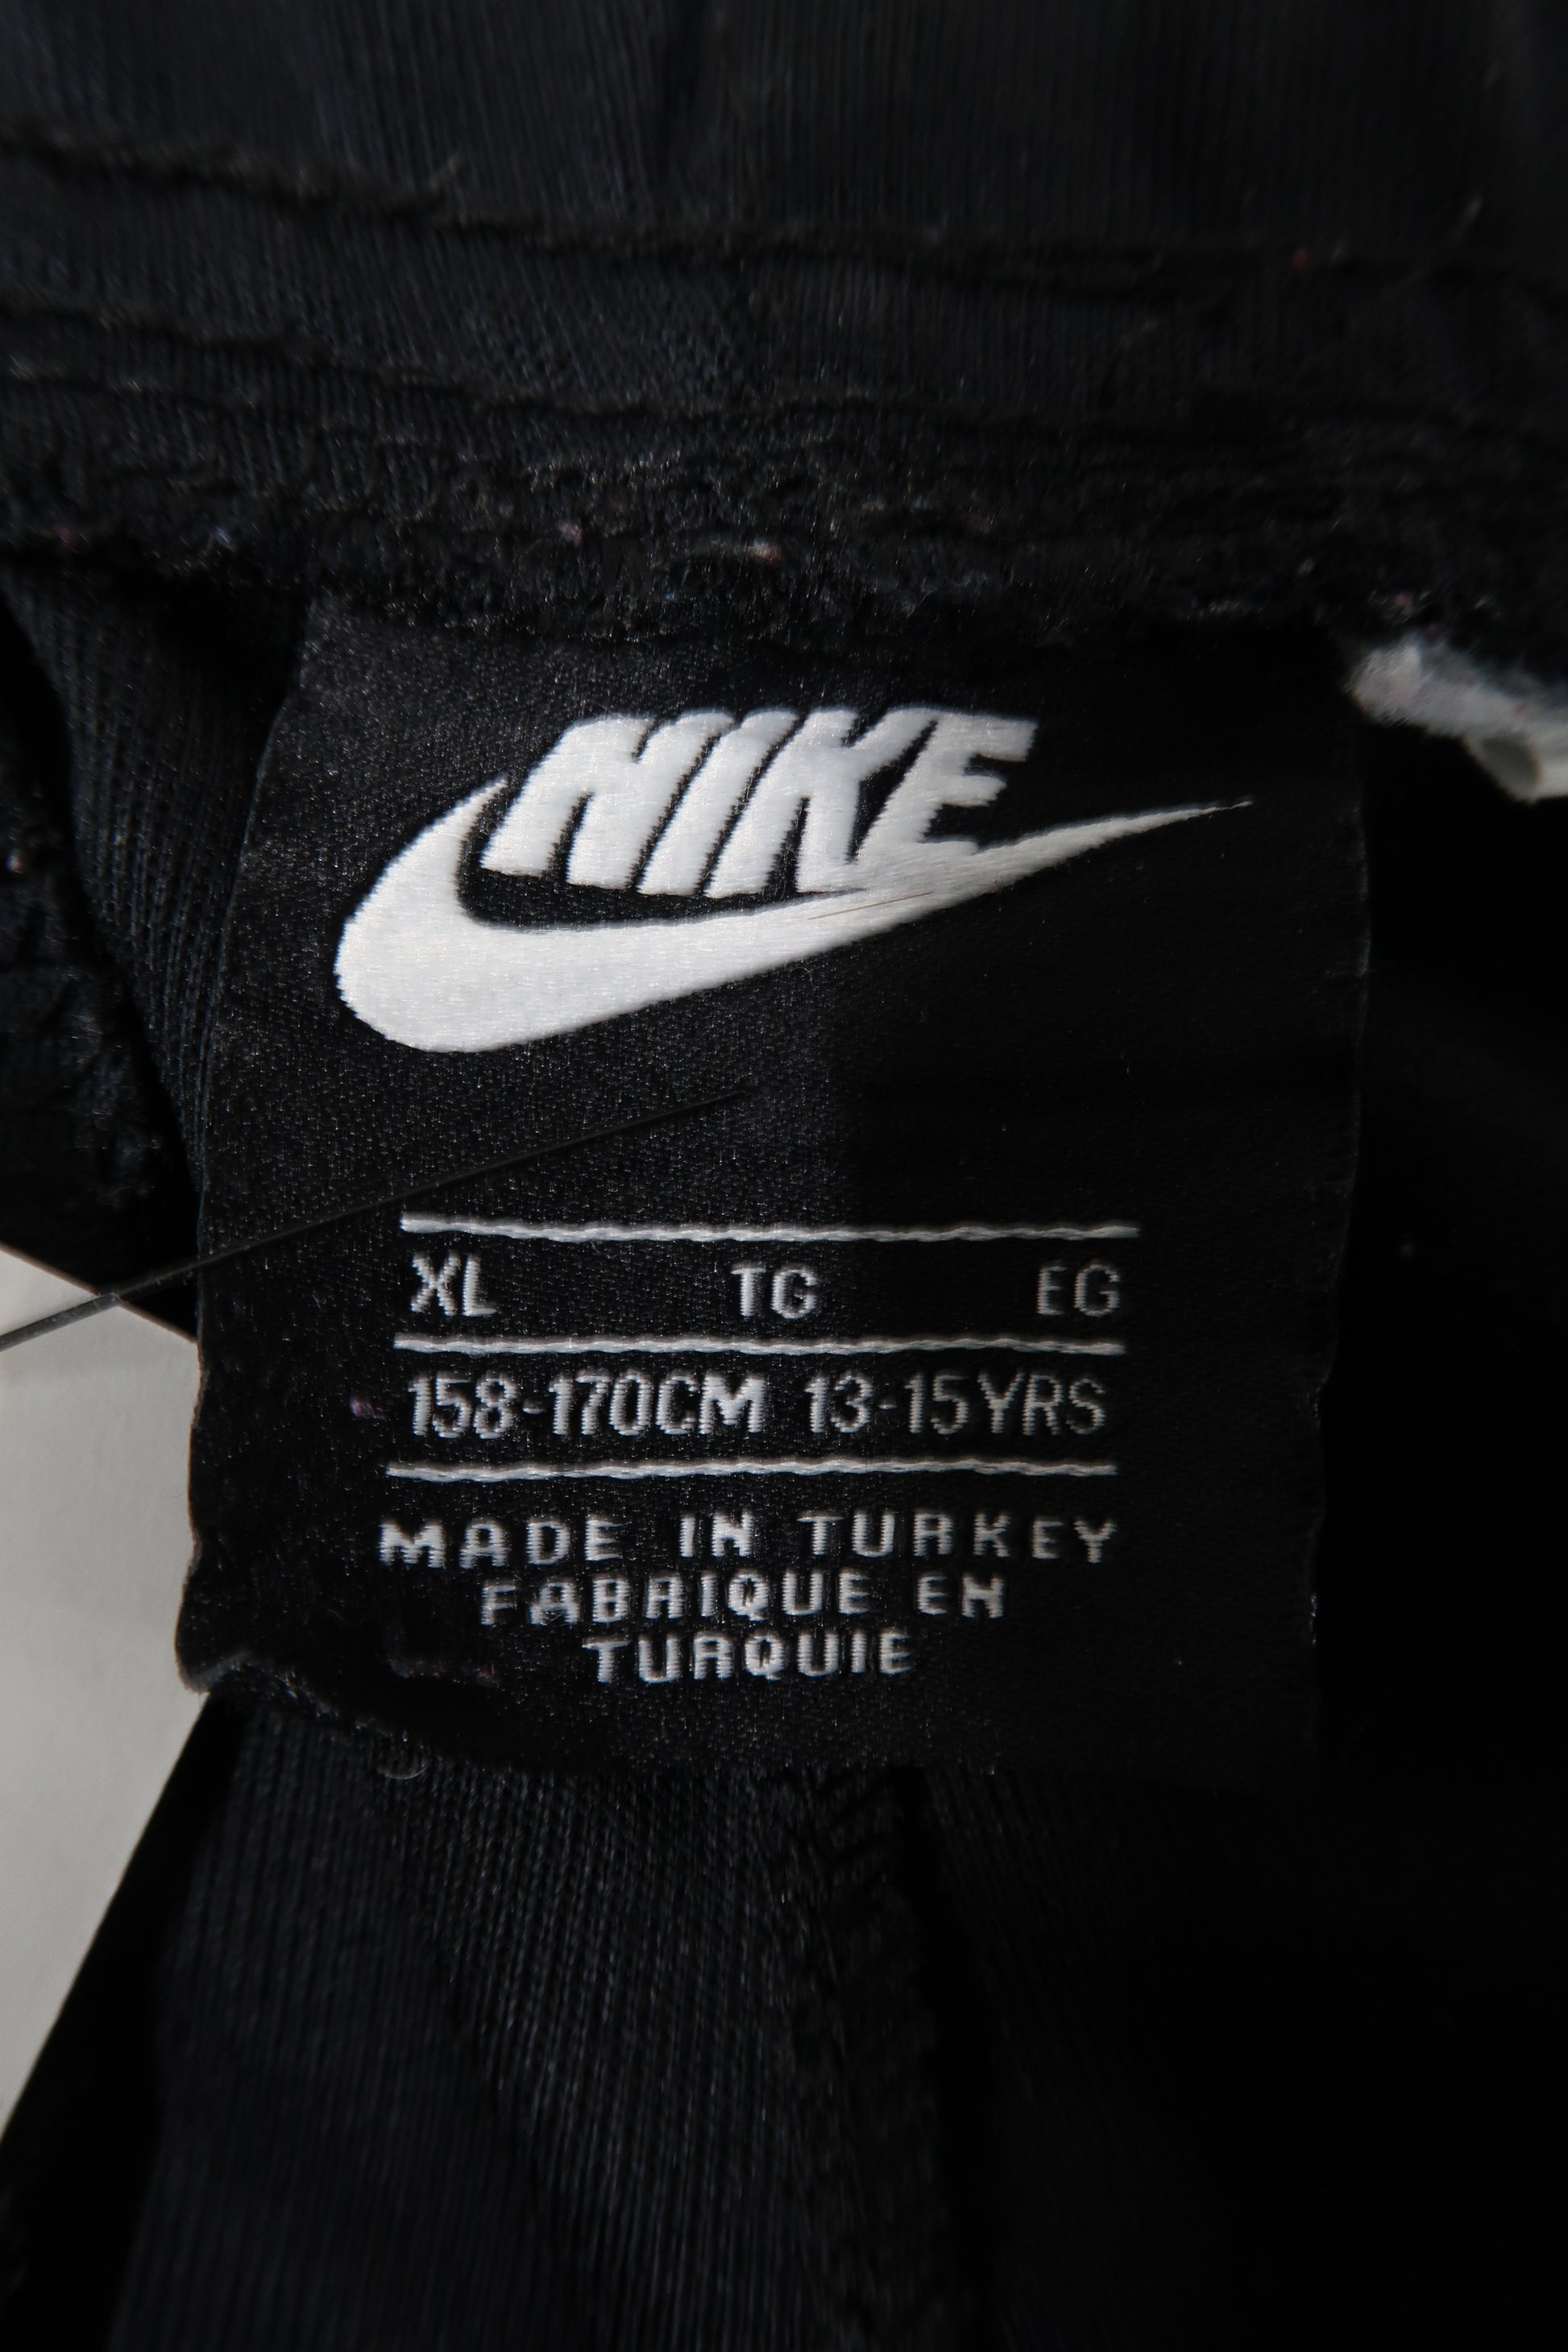 NIKE
XL TG EG
158-170CM 13-15YRS
MADE IN TURKEY
FABRIQUE EN
TURQUIE